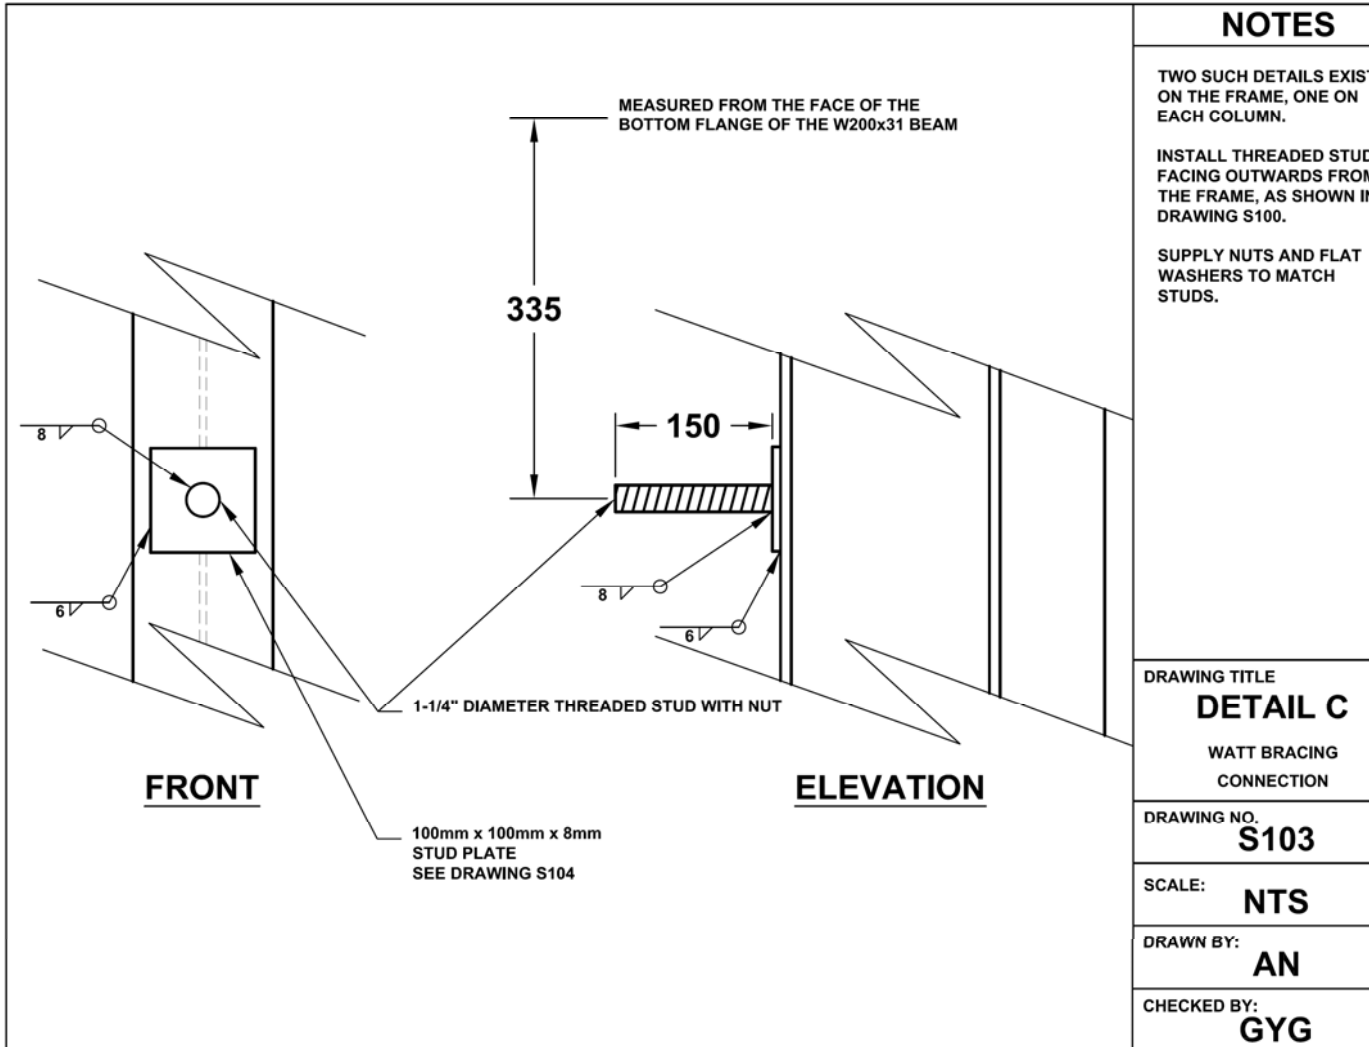 NOTES
TWO SUCH DETAILS EXIST
ON THE FRAME, ONE ON
EACH COLUMN.
INSTALL THREADED STUD
FACING OUTWARDS FROM
THE FRAME, AS SHOWN IN
DRAWING S100.
SUPPLY NUTS AND FLAT
WASHERS TO MATCH
STUDS.
MEASURED FROM THE FACE OF THE
BOTTOM FLANGE OF THE W200x31 BEAM
335
150
8
6
8
6
1-1/4" DIAMETER THREADED STUD WITH NUT
FRONT
ELEVATION
100mm x 100mm x 8mm
STUD PLATE
SEE DRAWING S104
DRAWING TITLE
DETAIL C
WATT BRACING
CONNECTION
DRAWING NO.
S103
SCALE:
NTS
DRAWN BY:
AN
CHECKED BY:
GYG